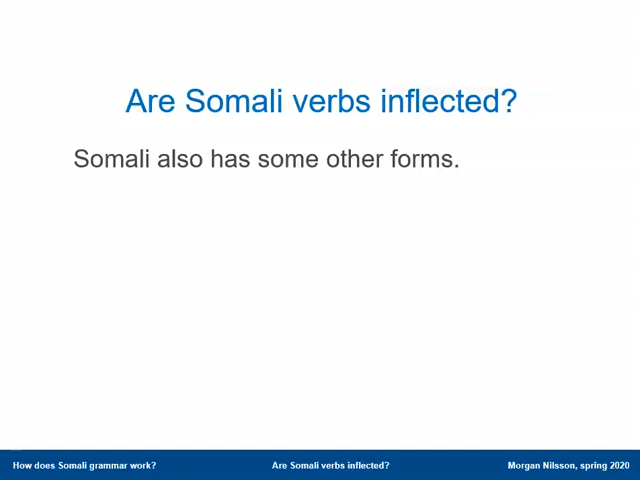 Are Somali verbs inflected?
Somali also has some other forms.
How does Somali grammar work?
Are Somali verbs inflected?
Morgan Nilsson, spring 2020